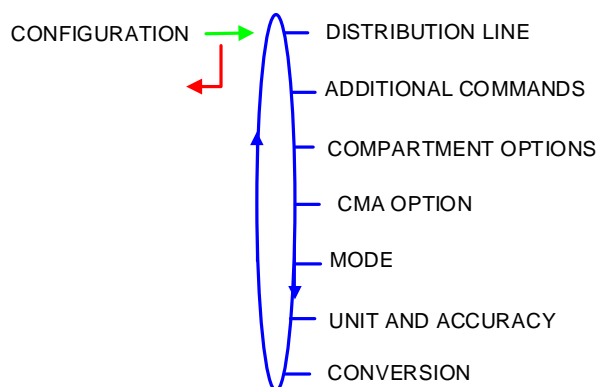 CONFIGURATION
DISTRIBUTION LINE
ADDITIONAL COMMANDS
COMPARTMENT OPTIONS
CMA OPTION
MODE
UNIT AND ACCURACY
CONVERSION